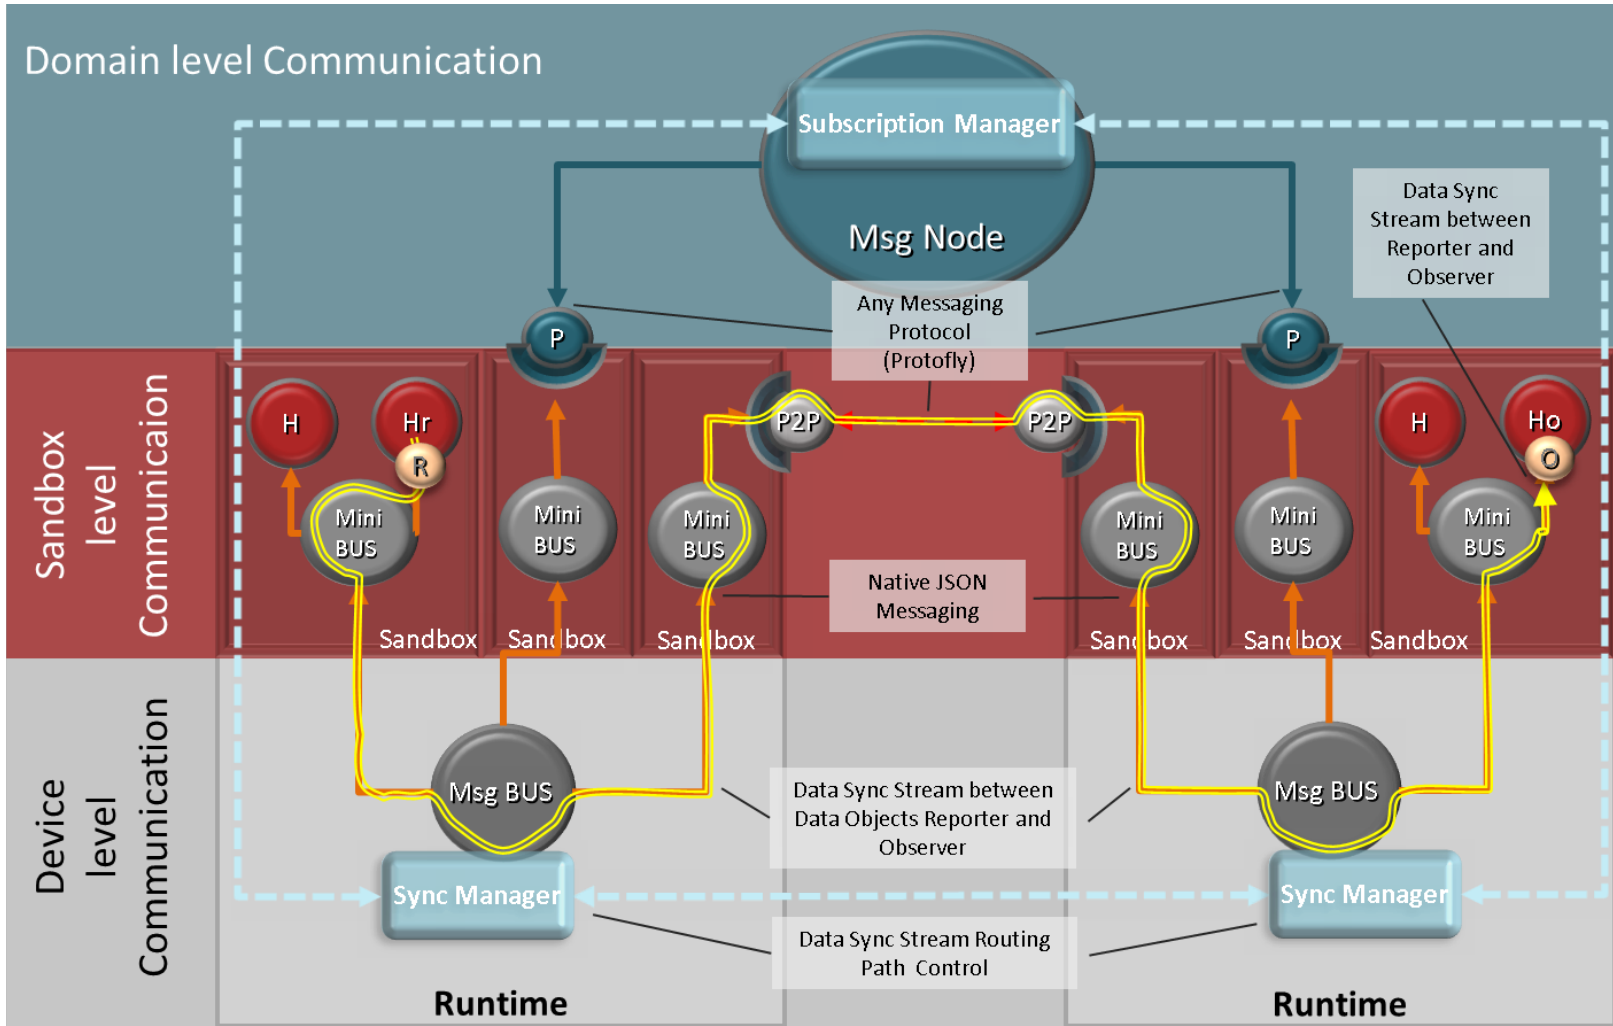 Domain level Communication
Subscription Manager
Msg Node
Data Sync
Stream between
Reporter and
Observer
Any Messaging
Protocol
(Protofly)
P
P
Sandbox
level
Communicaion
H
Hr
R
P2P
P2P
H
Ho
O
Mini
BUS
Mini
BUS
Mini
BUS
Mini
BUS
Mini
BUS
Mini
BUS
Native JSON
Messaging
Sandbox
Sandbox
Sandbox
Sandbox
Sandbox
Sandbox
Device
level
Communication
Msg BUS
Msg BUS
Data Sync Stream between
Data Objects Reporter and
Observer
Sync Manager
Sync Manager
Data Sync Stream Routing
Path Control
Runtime
Runtime